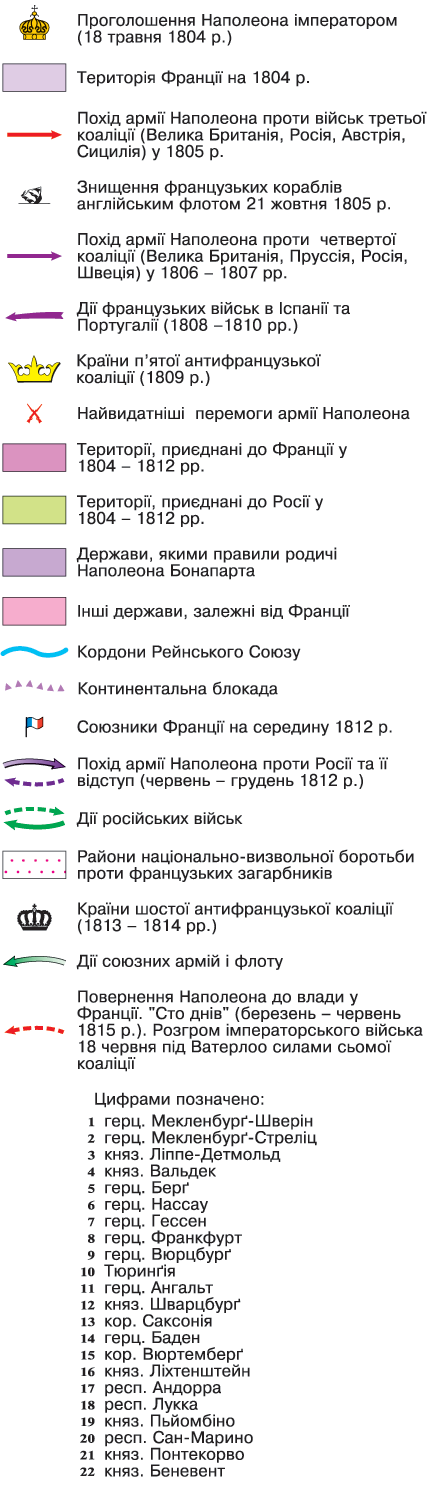 Проголошення Наполеона імператором
(18 травня 1804 р.)
Територія Франції на 1804 р.
Похід армії Наполеона проти військ третьої
коаліції (Велика Британія, Росія, Австрія,
Сицилія) у 1805 р.
Знищення французьких кораблів
англійським флотом 21 жовтня 1805 р.
Похід армії Наполеона проти четвертої
коаліції (Велика Британія, Пруссія, Росія,
Швеція) у 1806 – 1807 рр.
Дії французьких військ в Іспанії та
Португалії (1808 –1810 рр.)
Країни п’ятої антифранцузької
коаліції (1809 р.)
Найвидатніші перемоги армії Наполеона
Території, приєднані до Франції у
1804 – 1812 рр.
Території, приєднані до Росії у
1804 – 1812 рр.
Держави, якими правили родичі
Наполеона Бонапарта
Інші держави, залежні від Франції
Кордони Рейнського Союзу
Континентальна блокада
Союзники Франції на середину 1812 р.
Похід армії Наполеона проти Росії та її
відступ (червень – грудень 1812 р.)
Дії російських військ
Райони національно-визвольної боротьби
проти французьких загарбників
Країни шостої антифранцузької коаліції
(1813 – 1814 рр.)
Дії союзних армій і флоту
Повернення Наполеона до влади у
Франції. "Сто днів" (березень – червень
1815 р.). Розгром імператорського війська
18 червня під Ватерлоо силами сьомої
коаліції
Цифрами позначено:
1 герц. Мекленбурґ-Шверін
2 герц. Мекленбурґ-Стреліц
3 княз. Ліппе-Детмольд
4 княз. Вальдек
5 герц. Берґ
6 герц. Нассау
7 герц. Гессен
8 герц. Франкфурт
9 герц. Вюрцбурґ
10 Тюринґія
11 герц. Ангальт
12 княз. Шварцбурґ
13 кор. Саксонія
14 герц. Баден
15 кор. Вюртемберґ
16 княз. Ліхтенштейн
17 респ. Андорра
18 респ. Лукка
19 княз. Пьйомбіно
20 респ. Сан-Марино
21 княз. Понтекорво
22 княз. Беневент